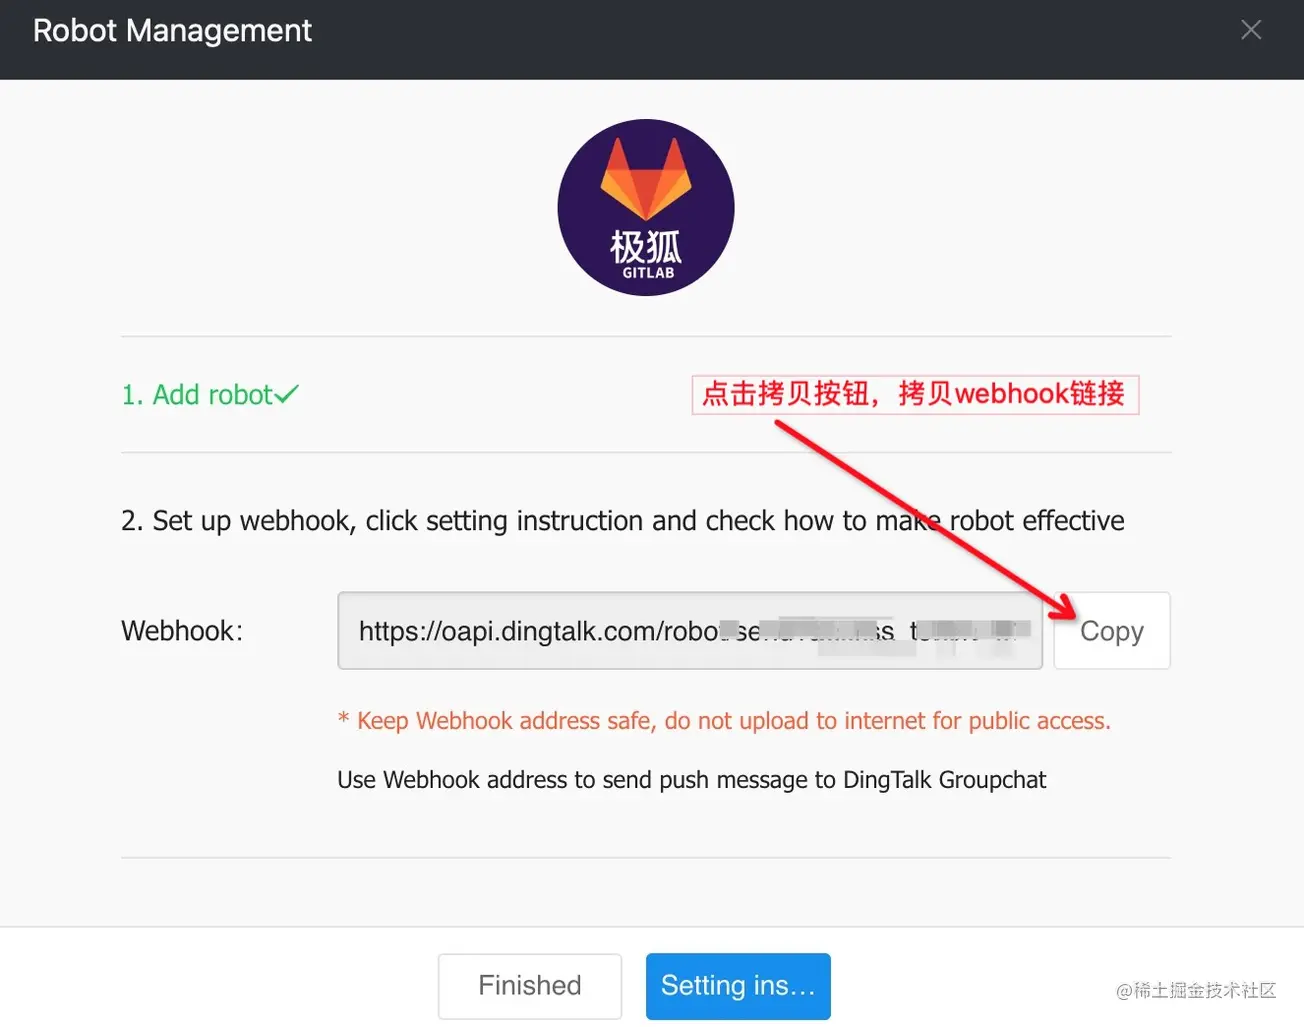 Robot Management
极狐
GITLAB
1. Add robot
点击拷贝按钮，拷贝webhook链接
2. Set up webhook, click setting instruction and check how to make robot effective
Webhook:
https://oapi.dingtalk.com/robot
Copy
* Keep Webhook address safe, do not upload to internet for public access.
Use Webhook address to send push message to DingTalk Groupchat
Finished
Setting ins...
@稀土掘金技术社区